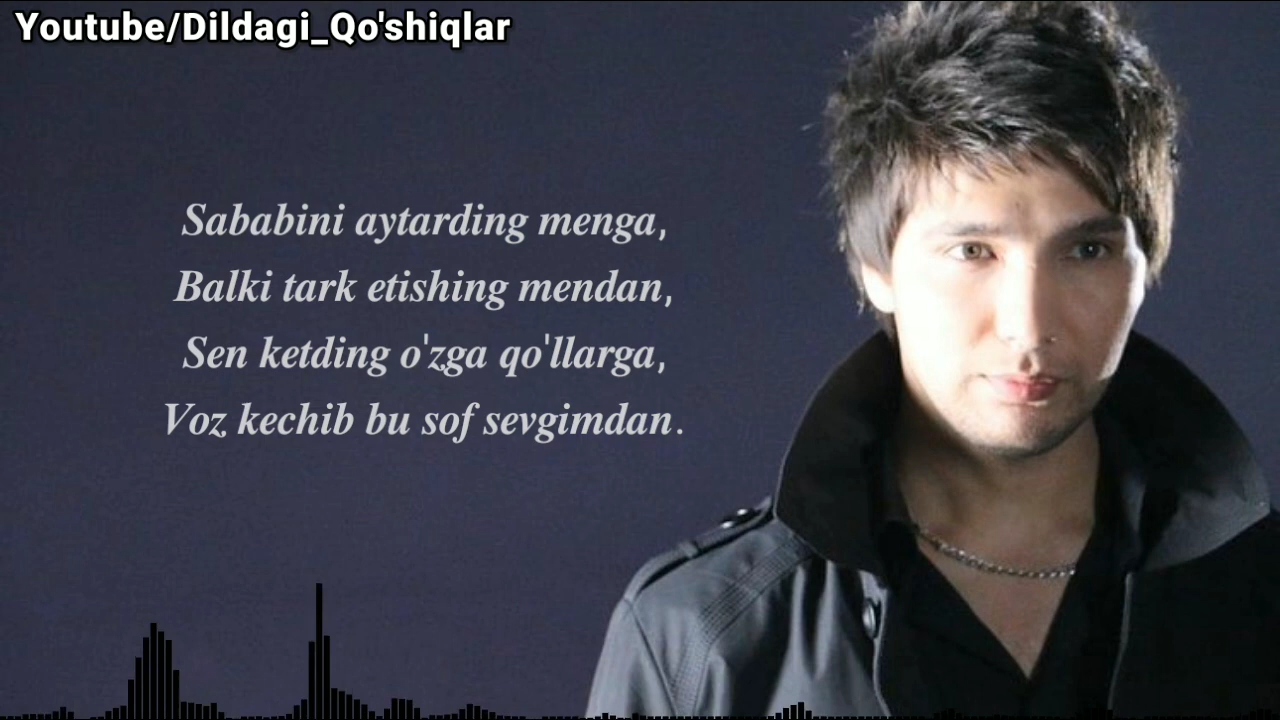 Youtube/Dildagi_Qo'shiqlar
Sababini aytarding menga,
Balki tark etishing mendan,
Sen ketding o'zga qo'llarga,
Voz kechib bu sof sevgimdan.